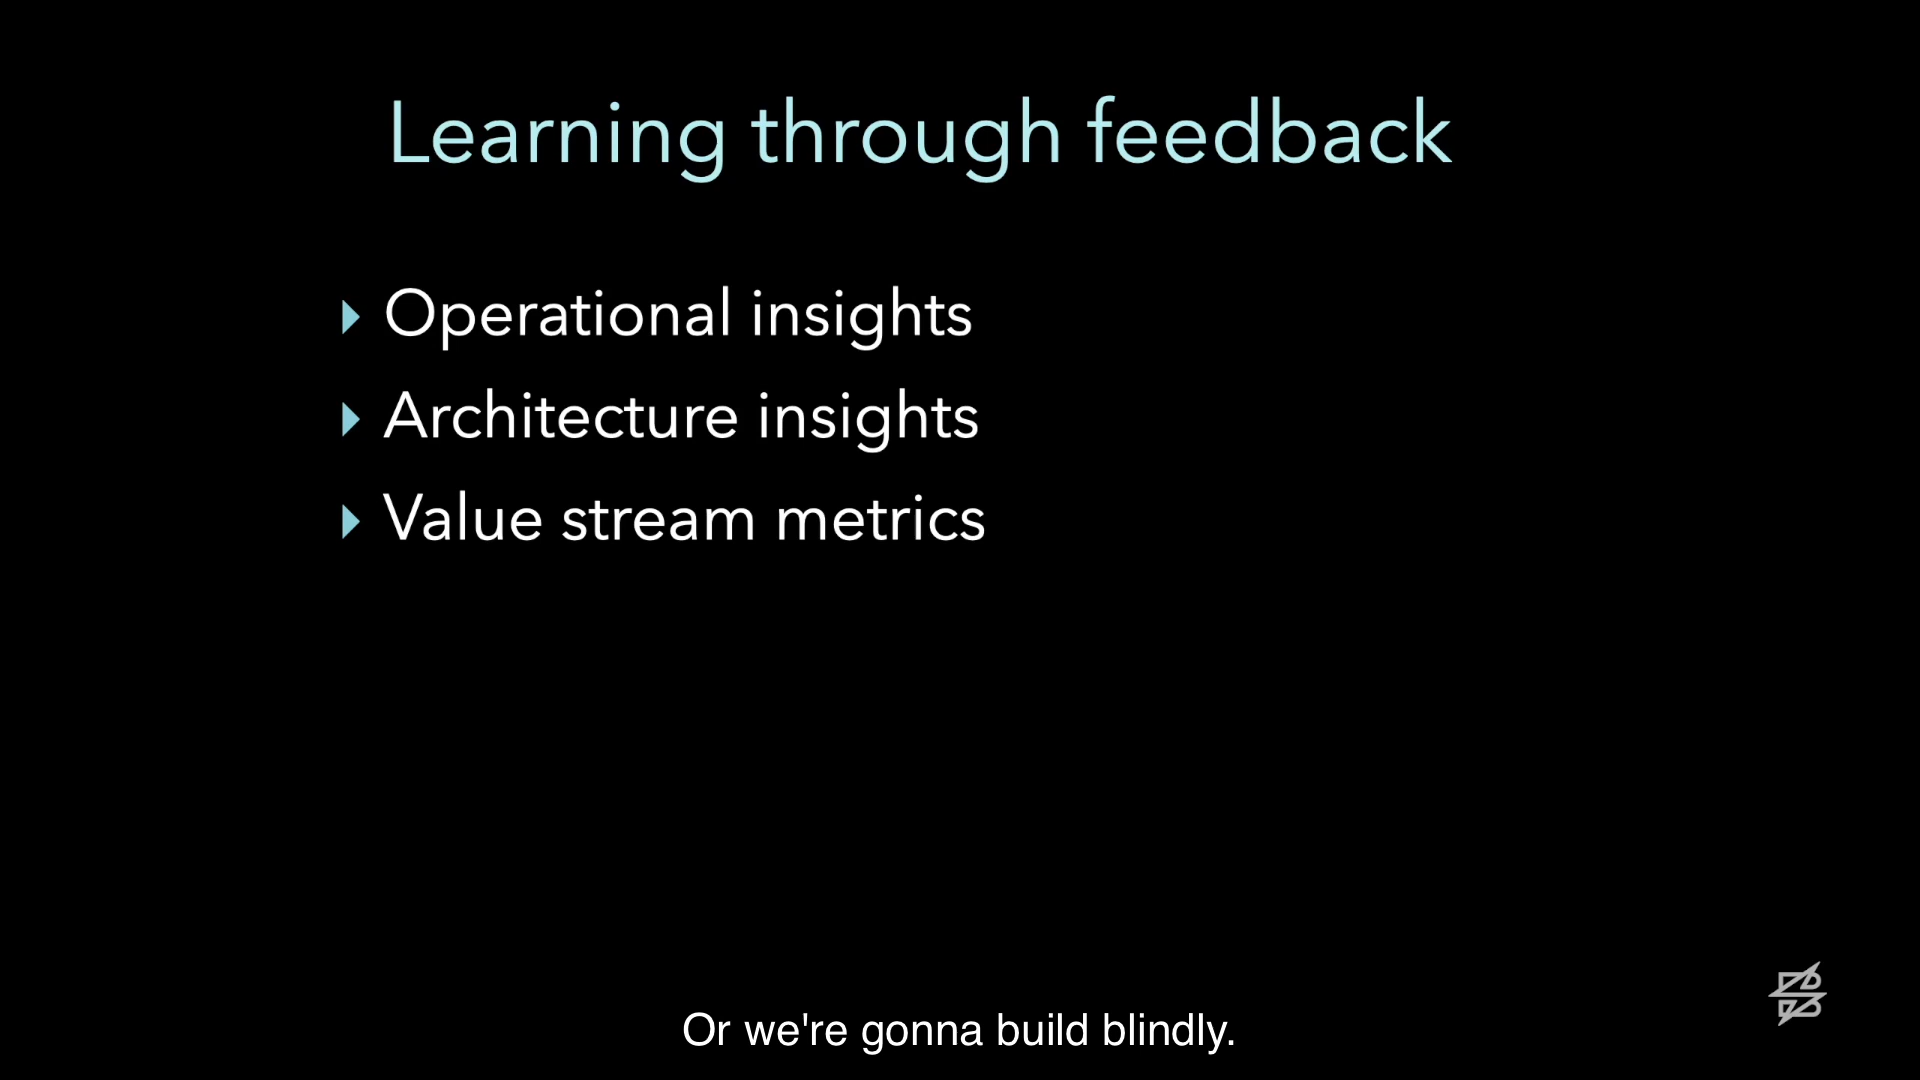 Learning through feedback
Operational insights
Architecture insights
Value stream metrics
Or we're gonna build blindly.